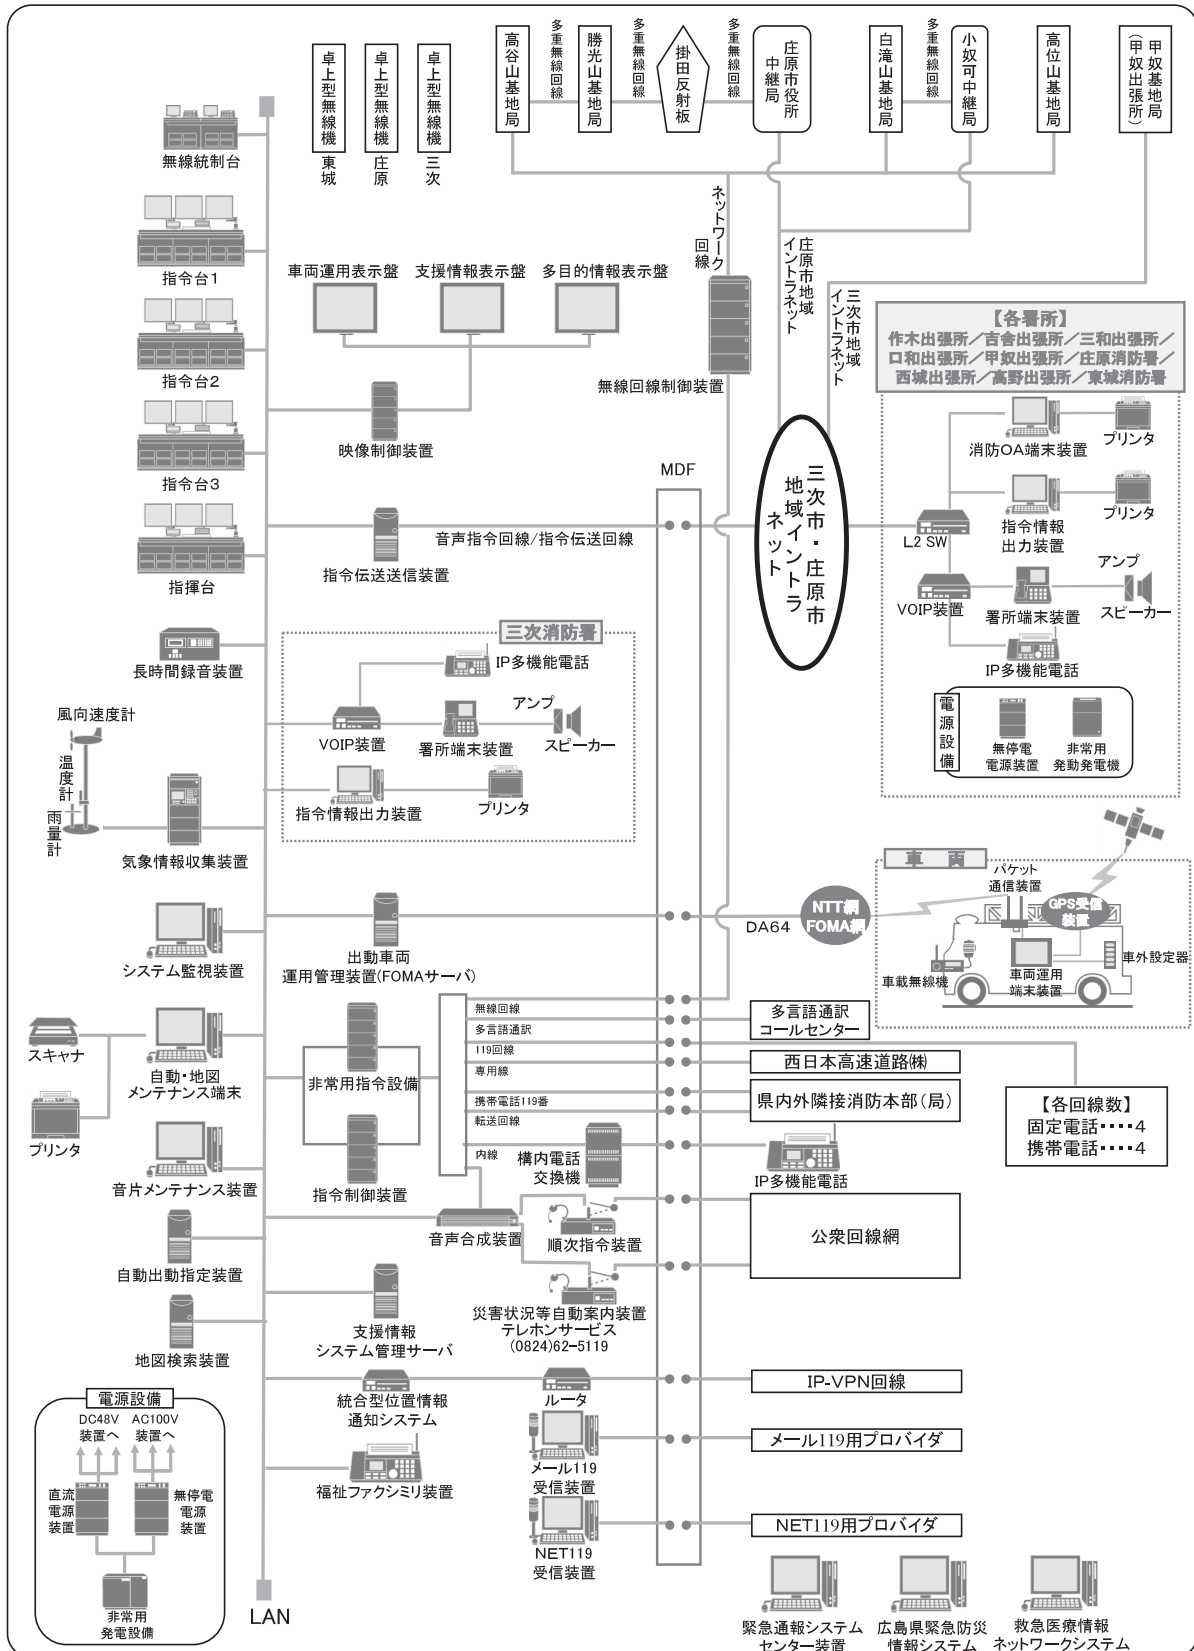 高谷山基地局
多重無線回線
勝光山基地局
多重無線回線
掛田反射板
多重無線回線
庄原市役所
中継局
白滝山基地局
多重無線回線
小奴可中継局
高位山基地局
甲奴基地局
(甲奴出張所)
卓上型無線機
東城
卓上型無線機
庄原
卓上型無線機
三次
無線統制台
指令台1
指令台2
指令台3
指揮台
長時間録音装置
風向速度計
温度計
雨量計
気象情報収集装置
システム監視装置
スキャナ
プリンタ
自動・地図
メンテナンス端末
音片メンテナンス装置
自動出動指定装置
地図検索装置
電源設備
DC48V
装置へ
AC100V
装置へ
直流
電源
装置
無停電
電源
装置
非常用
発電設備
LAN
車両運用表示盤
支援情報表示盤
多目的情報表示盤
映像制御装置
ネットワーク
回線
無線回線制御装置
庄原市地域
イントラネット
三次市地域
イントラネット
MDF
音声指令回線/指令伝送回線
指令伝送送信装置
三次市・庄原市
地域イントラ
ネット
【各署所】
作木出張所/吉舎出張所/三和出張所/
口和出張所/甲奴出張所/庄原消防署/
西城出張所/高野出張所/東城消防署
消防OA端末装置
プリンタ
指令情報
出力装置
プリンタ
L2 SW
VOIP装置
署所端末装置
アンプ
スピーカー
IP多機能電話
電源設備
無停電
電源装置
非常用
発動発電機
三次消防署
IP多機能電話
VOIP装置
署所端末装置
アンプ
スピーカー
指令情報出力装置
プリンタ
出動車両
運用管理装置(FOMAサーバ)
DA64
NTT網
FOMA網
車 両
パケット
通信装置
GPS受信
装置
車載無線機
車両運用
端末装置
車外設定器
非常用指令設備
指令制御装置
無線回線
多言語通訳
119回線
専用線
携帯電話119番
転送回線
内線
構内電話
交換機
多言語通訳
コールセンター
西日本高速道路㈱
県内外隣接消防本部(局)
IP多機能電話
【各回線数】
固定電話・・・・4
携帯電話・・・・4
音声合成装置
順次指令装置
公衆回線網
災害状況等自動案内装置
テレホンサービス
(0824)62-5119
支援情報
システム管理サーバ
統合型位置情報
通知システム
ルータ
IP-VPN回線
福祉ファクシミリ装置
メール119
受信装置
メール119用プロバイダ
NET119
受信装置
NET119用プロバイダ
緊急通報システム
センター装置
広島県緊急防災
情報システム
救急医療情報
ネットワークシステム